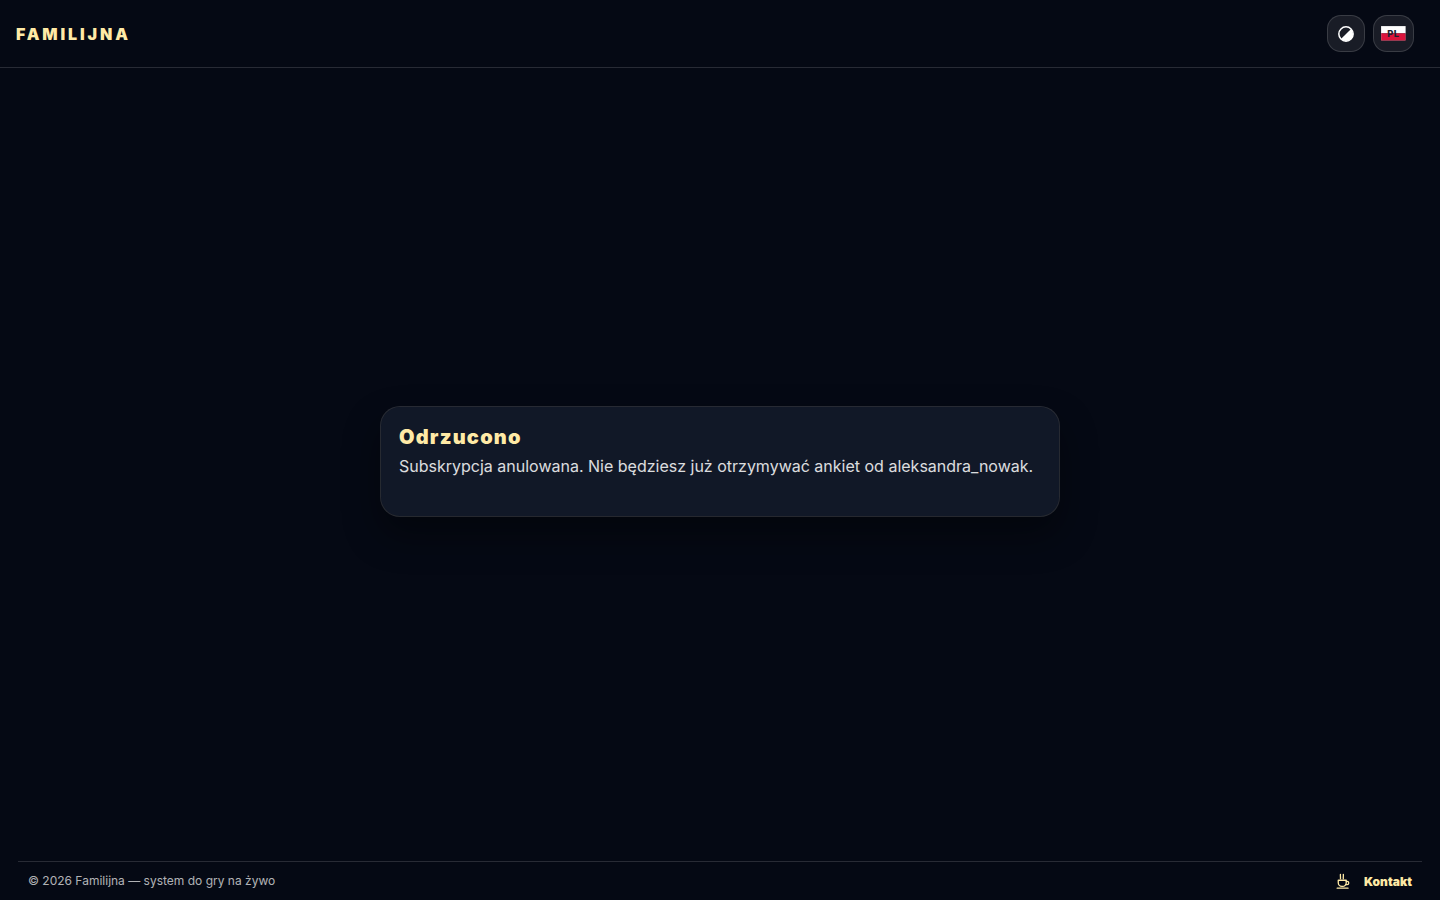 FAMILIJNA
PL
Odrzucono
Subskrypcja anulowana. Nie będziesz już otrzymywać ankiet od aleksandra_nowak.
© 2026 Familijna — system do gry na żywo
Kontakt